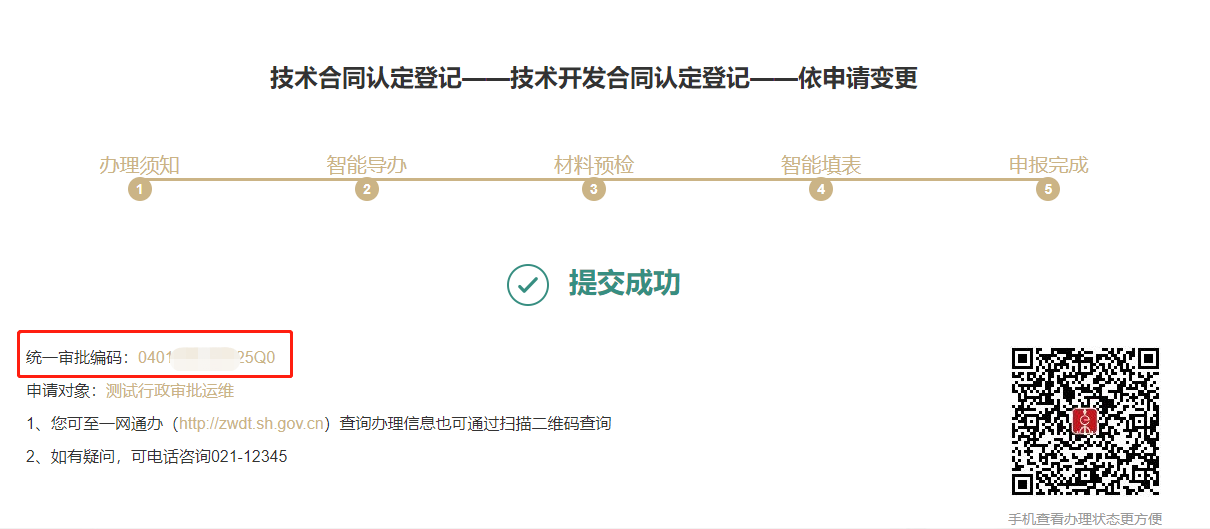 技术合同认定登记——技术开发合同认定登记——依申请变更
办理须知 智能导办 材料预检 智能填表 申报完成
1 2 3 4 5
提交成功
统一审批编码：0401 25Q0
申请对象：测试行政审批运维
1、您可至一网通办（http://zwdt.sh.gov.cn）查询办理信息也可通过扫描二维码查询
2、如有疑问，可电话咨询021-12345
手机查看办理状态更方便